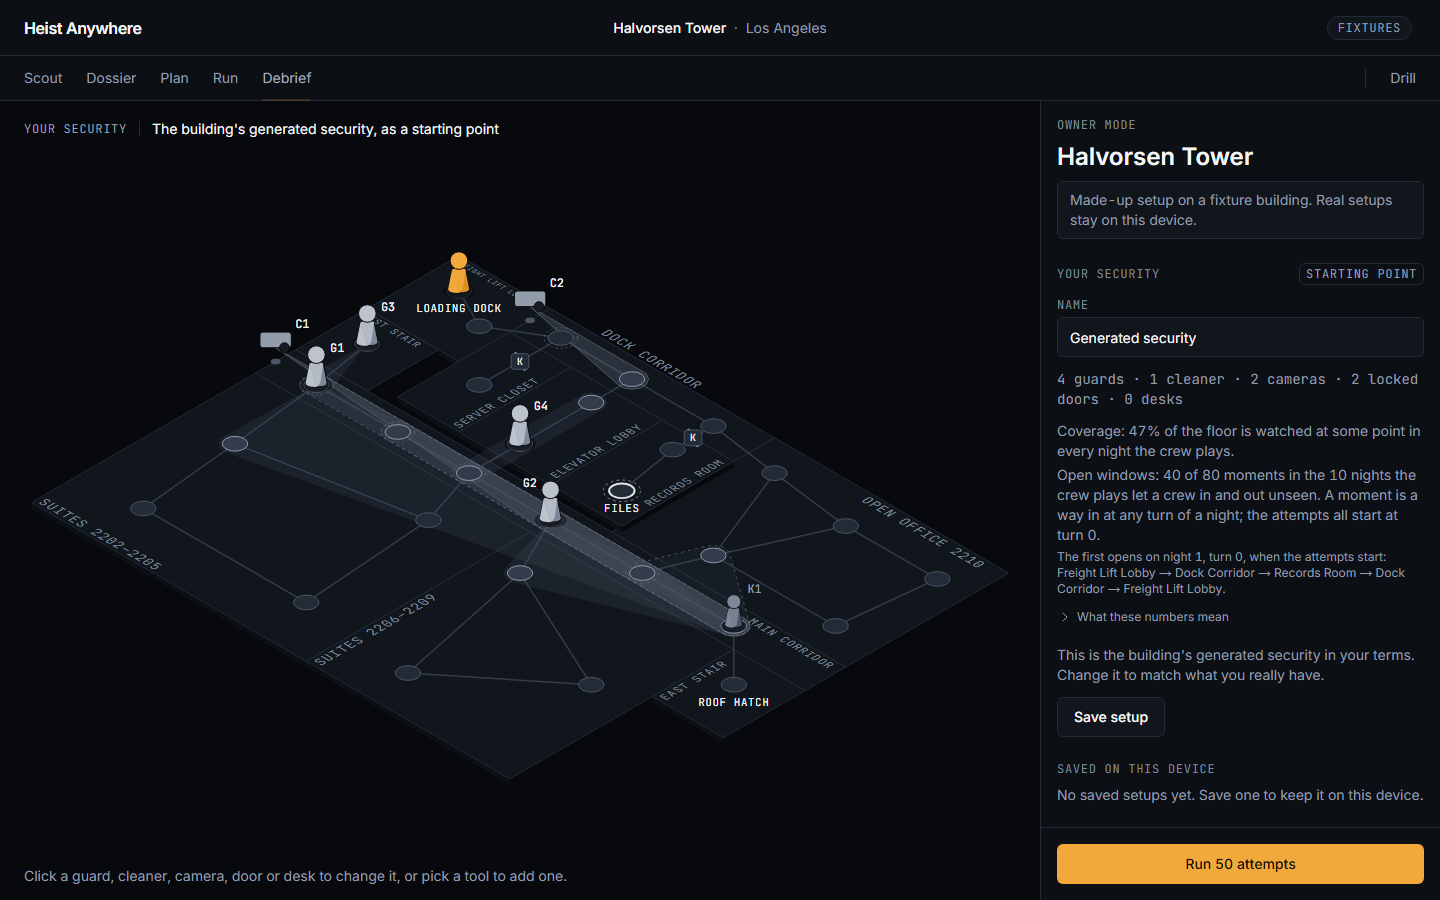 Heist Anywhere
Halvorsen Tower · Los Angeles
FIXTURES
Scout Dossier Plan Run Debrief
Drill
YOUR SECURITY
The building's generated security, as a starting point
C2
G3
LOADING DOCK
C1
G1
DOCK CORRIDOR
K
SERVER CLOSET
G4
ELEVATOR LOBBY
K
G2
RECORDS ROOM
FILES
SUITES 2202-2205
OPEN OFFICE 2210
K1
SUITES 2206-2209
MAIN CORRIDOR
EAST STAIR
ROOF HATCH
Click a guard, cleaner, camera, door or desk to change it, or pick a tool to add one.
OWNER MODE
Halvorsen Tower
Made-up setup on a fixture building. Real setups
stay on this device.
YOUR SECURITY
STARTING POINT
NAME
Generated security
4 guards · 1 cleaner · 2 cameras · 2 locked
doors · 0 desks
Coverage: 47% of the floor is watched at some point in
every night the crew plays.
Open windows: 40 of 80 moments in the 10 nights the
crew plays let a crew in and out unseen. A moment is a
way in at any turn of a night; the attempts all start at
turn 0.
The first opens on night 1, turn 0, when the attempts start:
Freight Lift Lobby → Dock Corridor → Records Room → Dock
Corridor → Freight Lift Lobby.
What these numbers mean
This is the building's generated security in your terms.
Change it to match what you really have.
Save setup
SAVED ON THIS DEVICE
No saved setups yet. Save one to keep it on this device.
Run 50 attempts